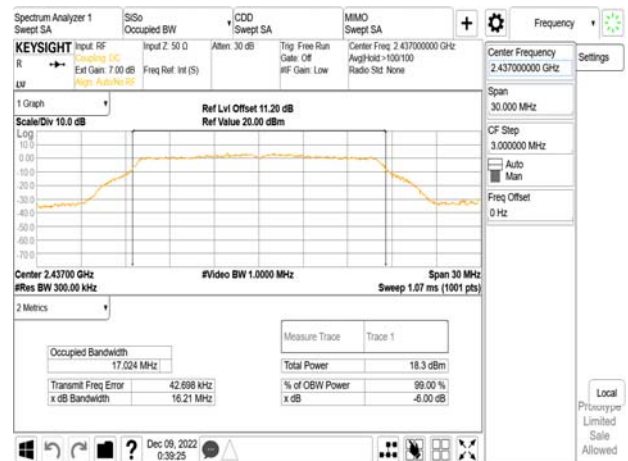 Spectrum Analyzer 1
Swept SA
SiSo
Occupied BW
CDD
Swept SA
MIMO
Swept SA
+
Frequency
KEYSIGHT
R
LV
Input: RF
Coupling: DC
Ext Gain: 7.00 dB
Align: Auto/No RF
Input Z: 50 Ω
Freq Ref: Int (S)
Atten: 30 dB
Trig: Free Run
Gate: Off
#IF Gain: Low
Center Freq: 2.437000000 GHz
Avg|Hold:>100/100
Radio Std: None
Center Frequency
2.437000000 GHz
Settings
Span
30.000 MHz
CF Step
3.000000 MHz
Auto
Man
Freq Offset
0 Hz
1 Graph
Scale/Div 10.0 dB
Ref Lvl Offset 11.20 dB
Ref Value 20.00 dBm
Log
10.0
0.00
-10.0
-20.0
-30.0
-40.0
-50.0
-60.0
-70.0
Center 2.43700 GHz
#Res BW 300.00 kHz
#Video BW 1.0000 MHz
Span 30 MHz
Sweep 1.07 ms (1001 pts)
2 Metrics
Measure Trace
Trace 1
Occupied Bandwidth
17.024 MHz
Total Power
18.3 dBm
Transmit Freq Error
42.698 kHz
% of OBW Power
99.00 %
x dB Bandwidth
16.21 MHz
x dB
-6.00 dB
Local
Prototype
Limited
Sale
Allowed
?
Dec 09, 2022
0:39:25